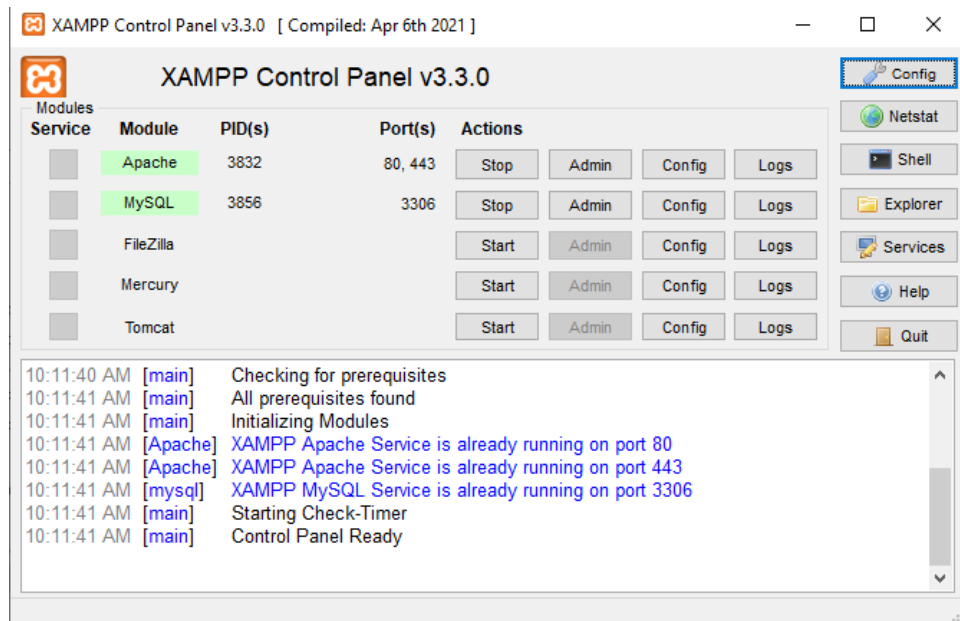 XAMPP Control Panel v3.3.0 [ Compiled: Apr 6th 2021 ]
XAMPP Control Panel v3.3.0
Config
Modules
Service Module PID(s) Port(s) Actions
Netstat
Apache 3832 80, 443 Stop Admin Config Logs
Shell
MySQL 3856 3306 Stop Admin Config Logs
Explorer
FileZilla Start Admin Config Logs
Services
Mercury Start Admin Config Logs
Help
Tomcat Start Admin Config Logs
Quit
10:11:40 AM [main] Checking for prerequisites
10:11:41 AM [main] All prerequisites found
10:11:41 AM [main] Initializing Modules
10:11:41 AM [Apache] XAMPP Apache Service is already running on port 80
10:11:41 AM [Apache] XAMPP Apache Service is already running on port 443
10:11:41 AM [mysql] XAMPP MySQL Service is already running on port 3306
10:11:41 AM [main] Starting Check-Timer
10:11:41 AM [main] Control Panel Ready